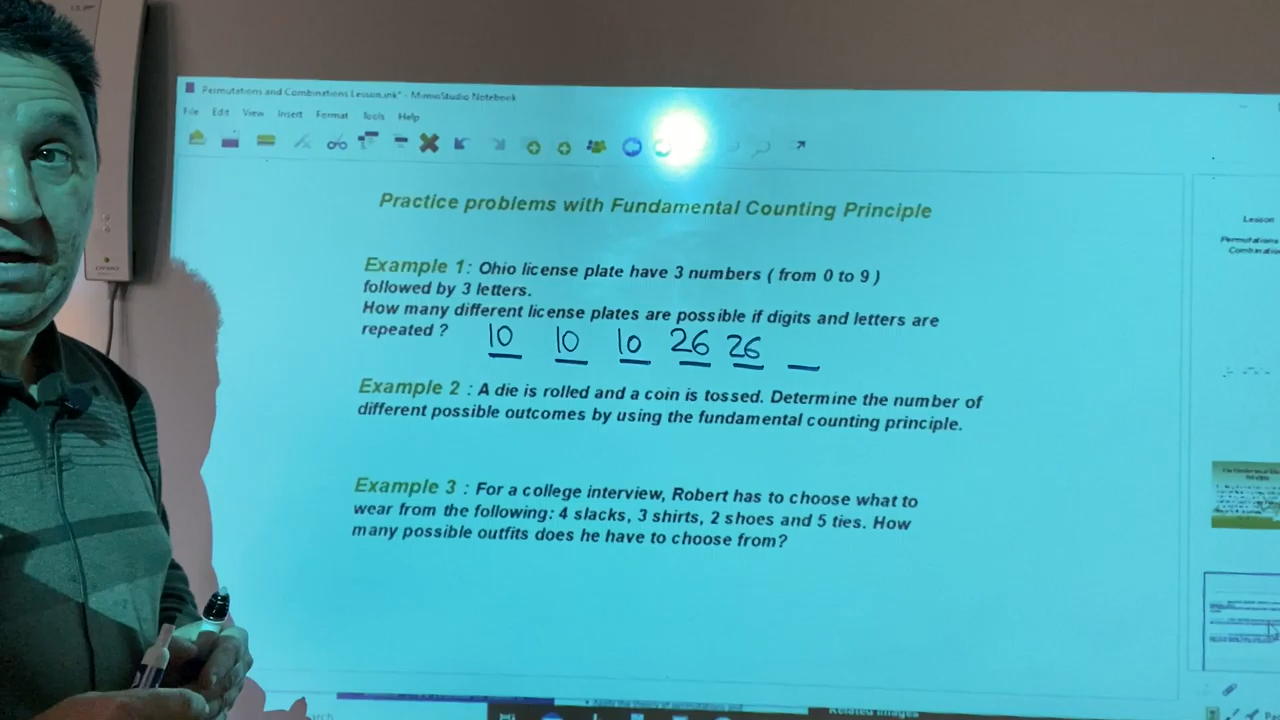 Permutations and Combinations Lesson.ink* - MimioStudio Notebook
File Edit View Insert Format Tools Help
Practice problems with Fundamental Counting Principle
Example 1: Ohio license plate have 3 numbers ( from 0 to 9 )
followed by 3 letters.
How many different license plates are possible if digits and letters are
repeated ?
10 10 10 26 26
Example 2 : A die is rolled and a coin is tossed. Determine the number of
different possible outcomes by using the fundamental counting principle.
Example 3 : For a college interview, Robert has to choose what to
wear from the following: 4 slacks, 3 shirts, 2 shoes and 5 ties. How
many possible outfits does he have to choose from?
Lesson
Permutations
Related images